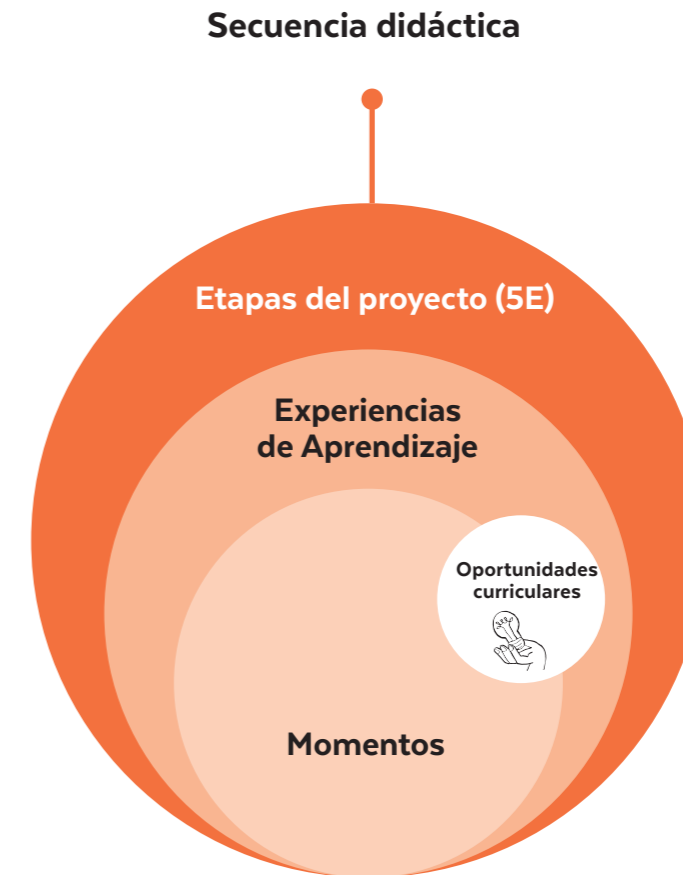 Secuencia didáctica
Etapas del proyecto (5E)
Experiencias
de Aprendizaje
Oportunidades
curriculares
Momentos